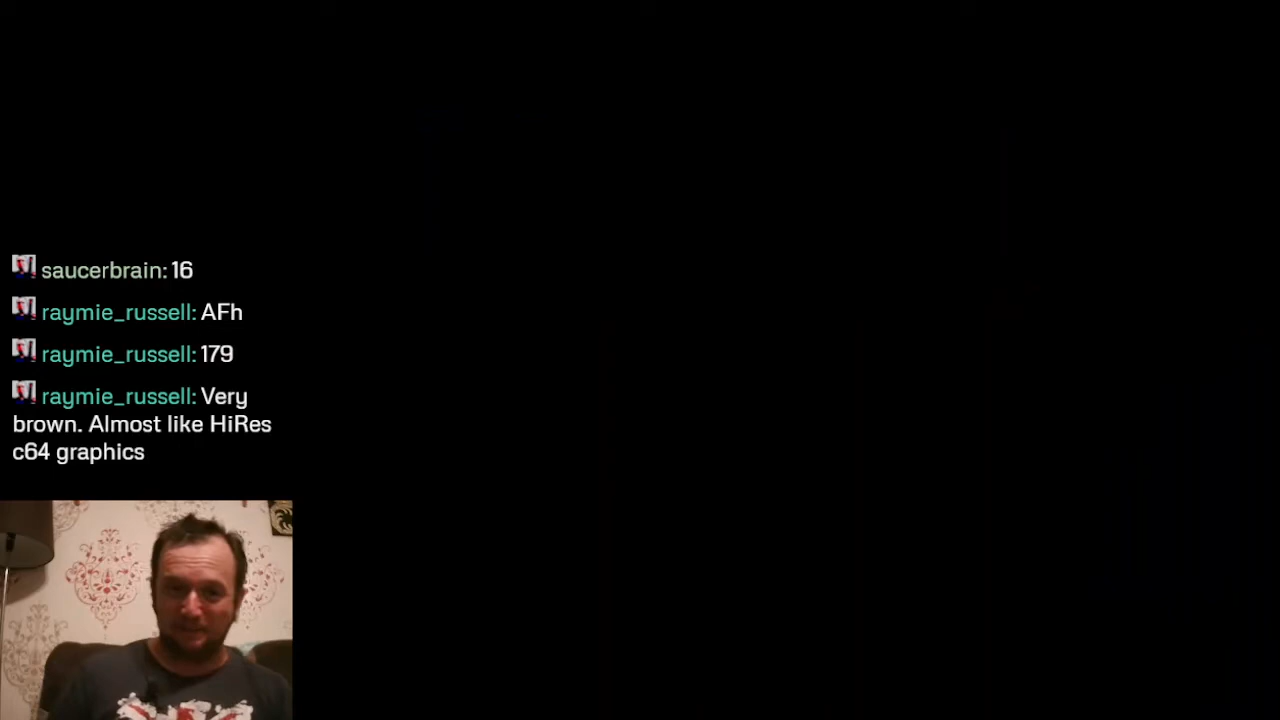 saucerbrain: 16
raymie_russell: AFh
raymie_russell: 179
raymie_russell: Very
brown. Almost like HiRes
c64 graphics